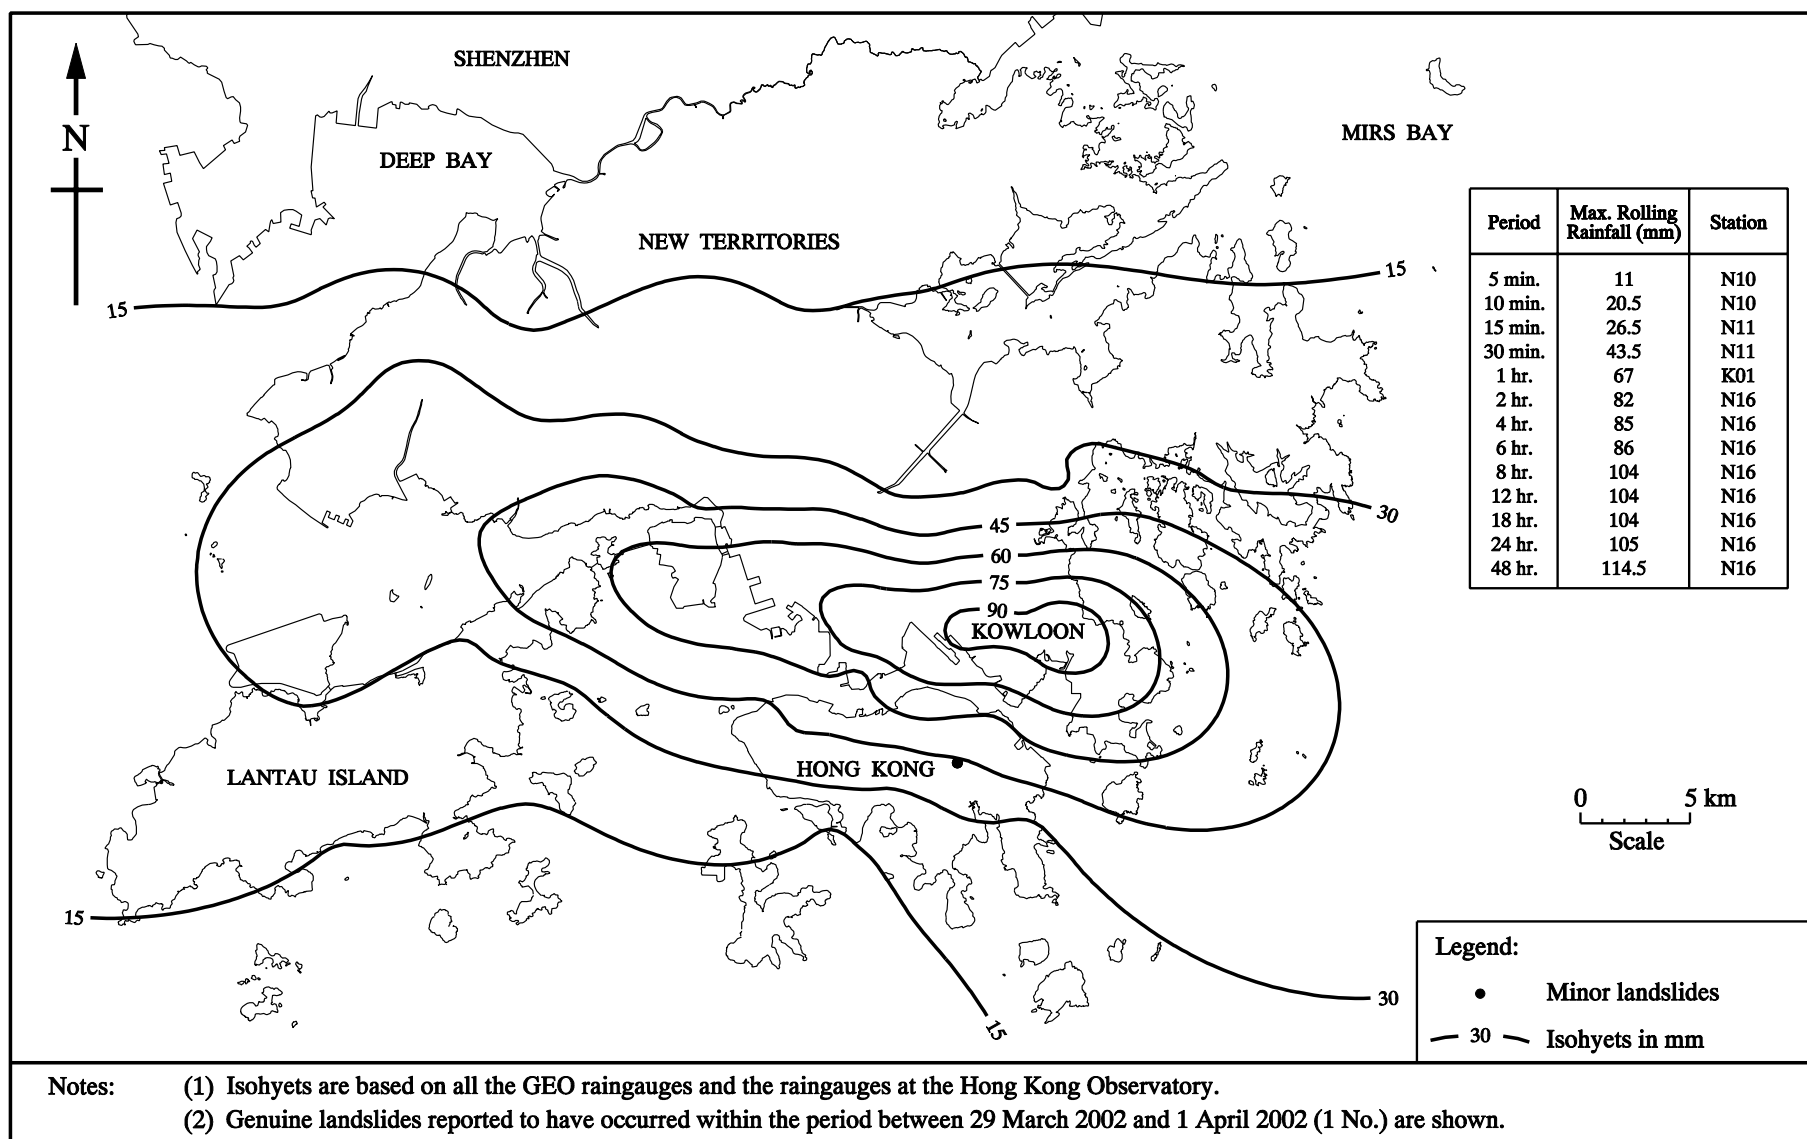 SHENZHEN
N
DEEP BAY
MIRS BAY
NEW TERRITORIES
15
15
Period Max. Rolling Rainfall (mm) Station
5 min. 11 N10
10 min. 20.5 N10
15 min. 26.5 N11
30 min. 43.5 N11
1 hr. 67 K01
2 hr. 82 N16
4 hr. 85 N16
6 hr. 86 N16
8 hr. 104 N16
12 hr. 104 N16
18 hr. 104 N16
24 hr. 105 N16
48 hr. 114.5 N16
30
45
60
75
90
KOWLOON
LANTAU ISLAND
HONG KONG
0 5 km
Scale
15
30
15
Legend:
Minor landslides
30 Isohyets in mm
Notes: (1) Isohyets are based on all the GEO raingauges and the raingauges at the Hong Kong Observatory.
(2) Genuine landslides reported to have occurred within the period between 29 March 2002 and 1 April 2002 (1 No.) are shown.